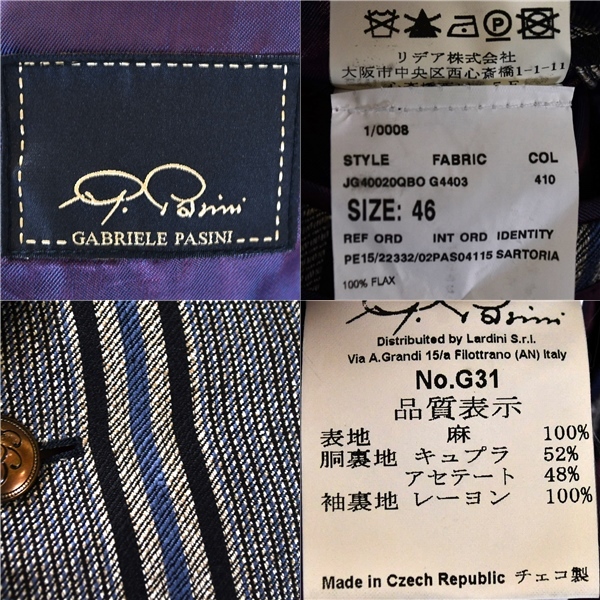 G. Pasini
GABRIELE PASINI
リデア株式会社
大阪市中央区西心斎橋1-1-11
1/0008
STYLE FABRIC COL
JG40020QBO G4403 410
SIZE: 46
REF ORD INT ORD IDENTITY
PE15/22332/02PAS04115 SARTORIA
100% FLAX
G. Pasini
Distribuited by Lardini S.r.l.
Via A.Grandi 15/a Filottrano (AN) Italy
No.G31
品質表示
表地 麻 100%
胴裏地 キュプラ 52%
アセテート 48%
袖裏地 レーヨン 100%
Made in Czech Republic チェコ製